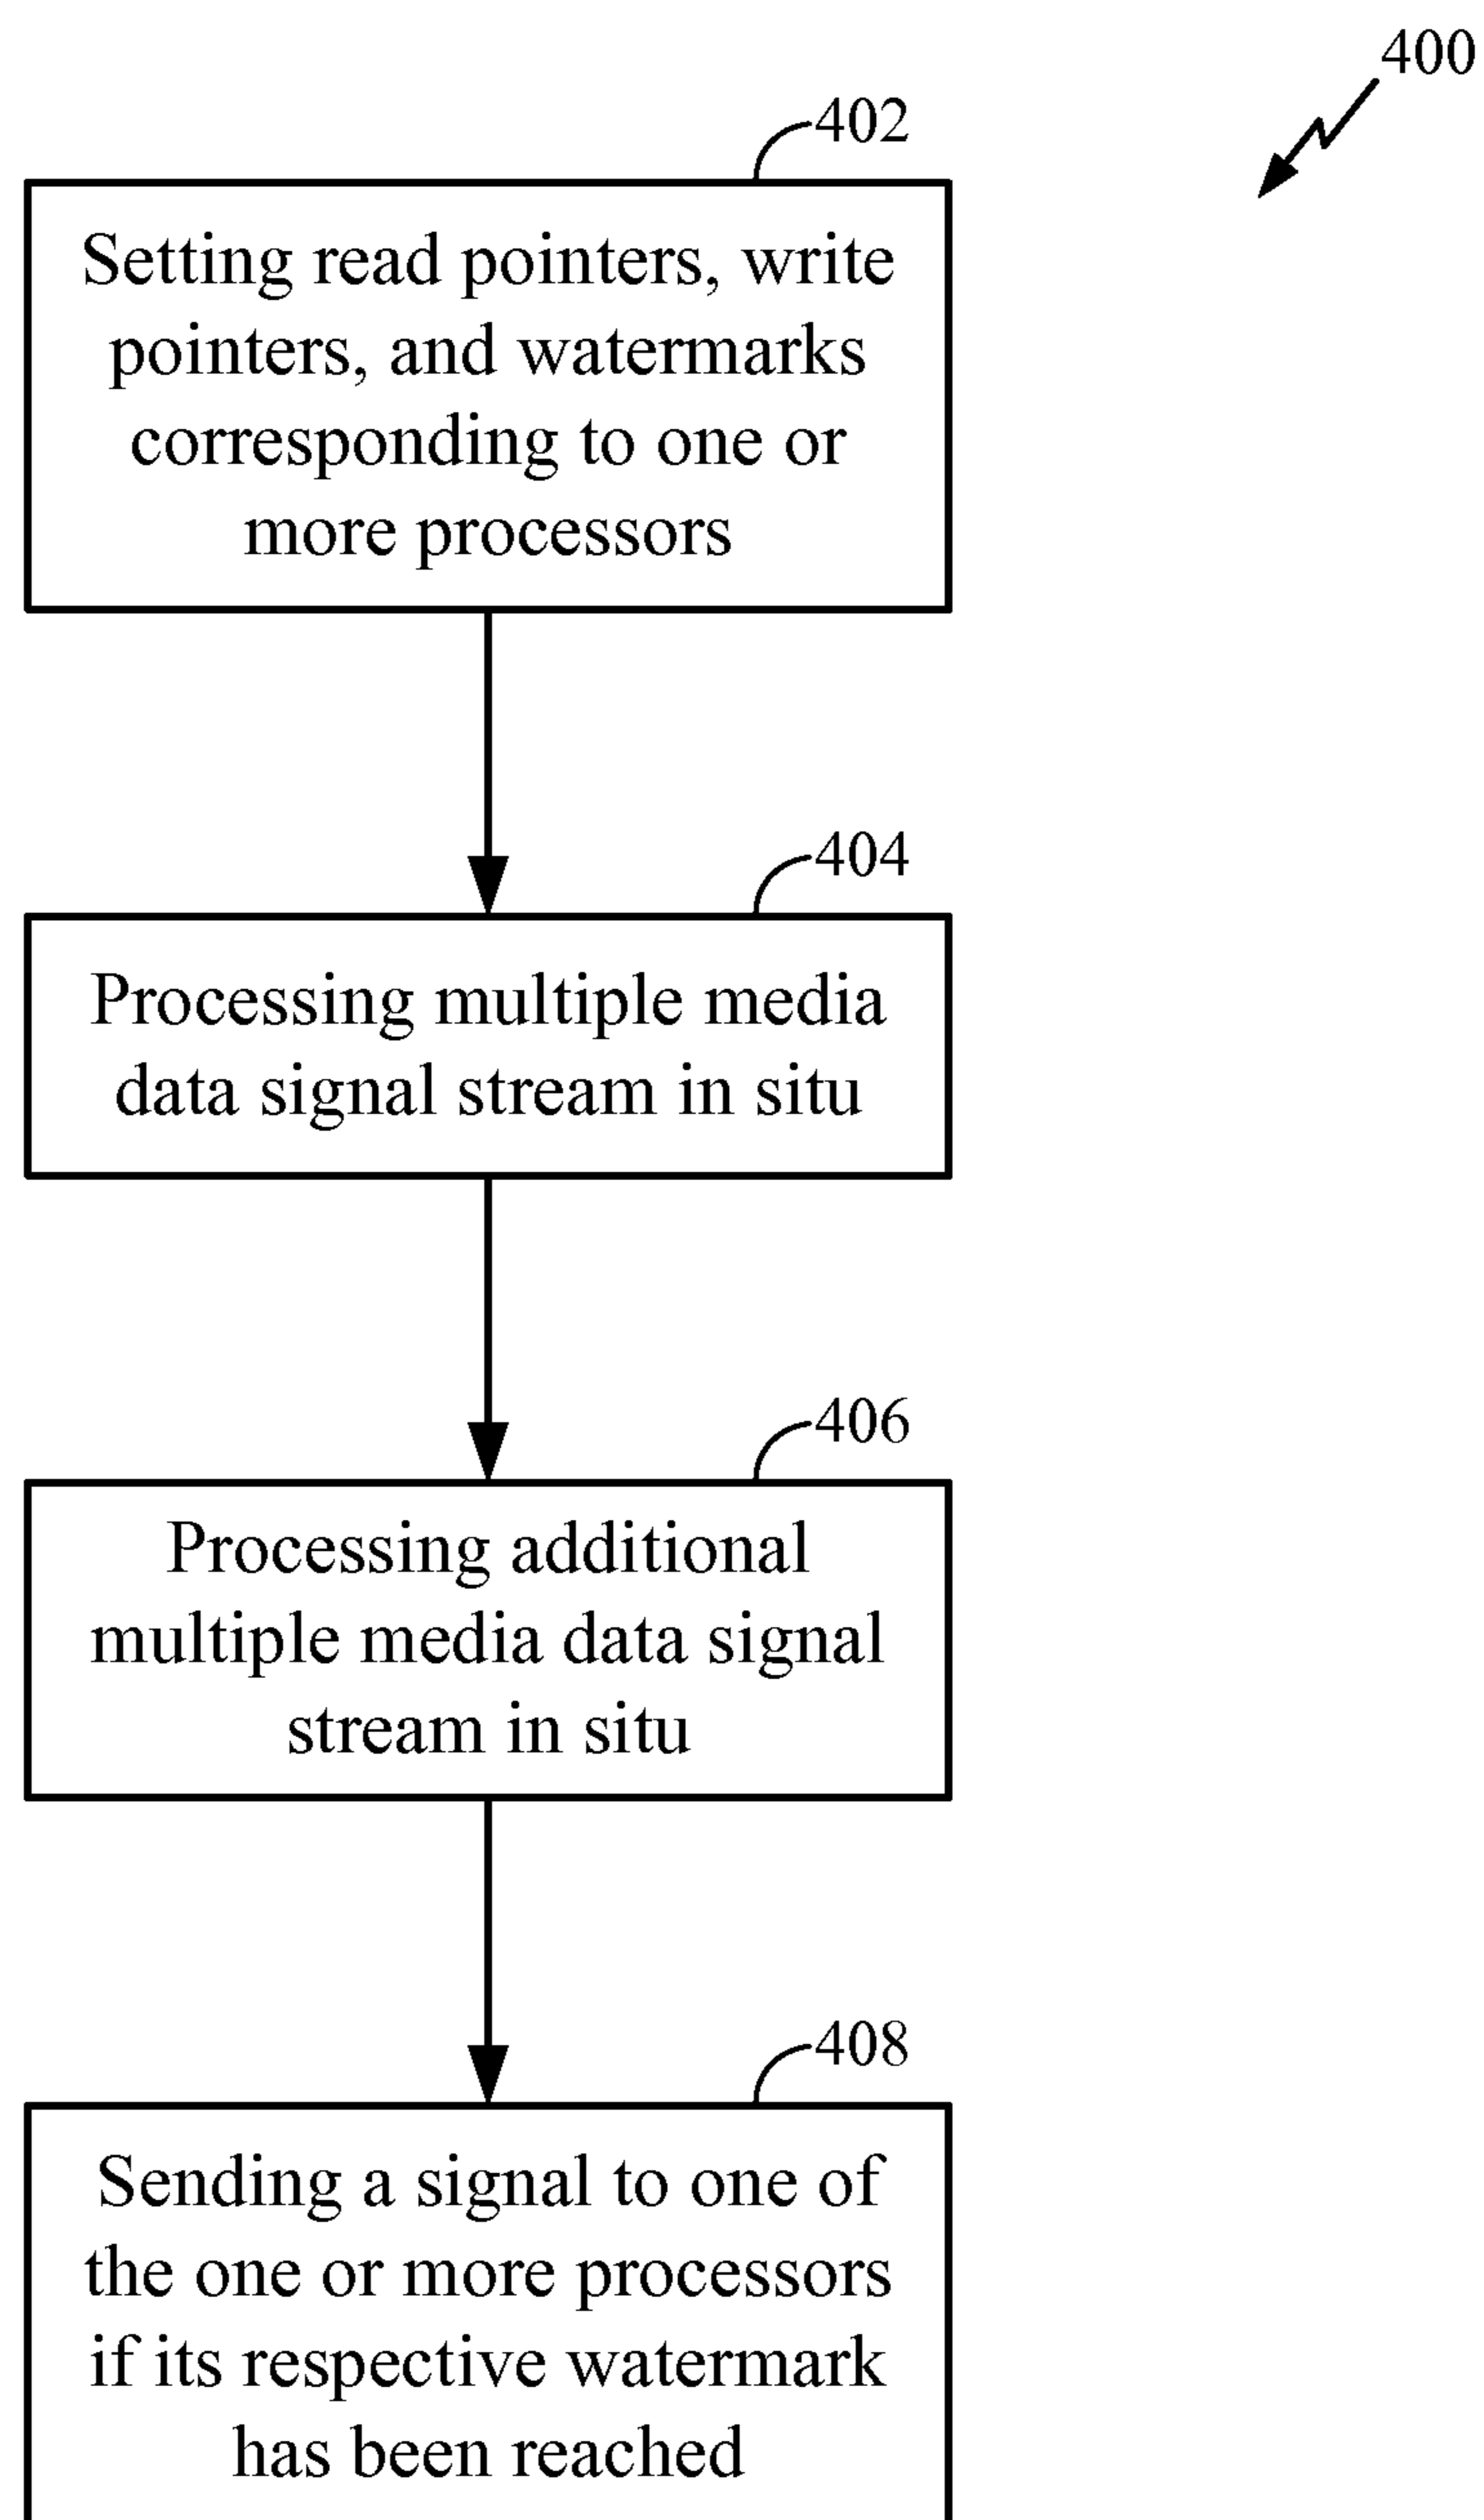 400
402
Setting read pointers, write
pointers, and watermarks
corresponding to one or
more processors
404
Processing multiple media
data signal stream in situ
406
Processing additional
multiple media data signal
stream in situ
408
Sending a signal to one of
the one or more processors
if its respective watermark
has been reached